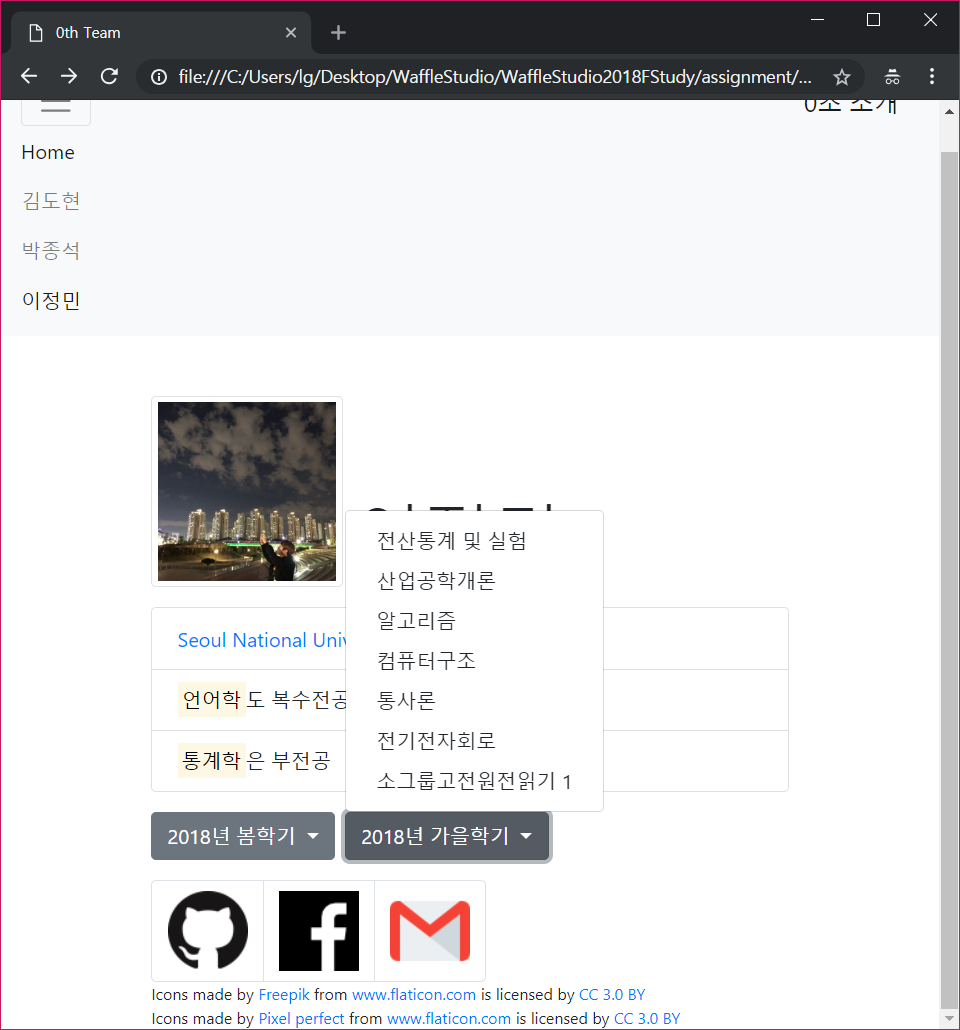 0th Team
file:///C:/Users/lg/Desktop/WaffleStudio/WaffleStudio2018FStudy/assignment/...
0조 소개
Home
김도현
박종석
이정민
전산통계 및 실험
산업공학개론
알고리즘
컴퓨터구조
통사론
전기전자회로
소그룹고전원전읽기 1
Seoul National
언어학도 복수전공
통계학은 부전공
2018년 봄학기
2018년 가을학기
Icons made by Freepik from www.flaticon.com is licensed by CC 3.0 BY
Icons made by Pixel perfect from www.flaticon.com is licensed by CC 3.0 BY